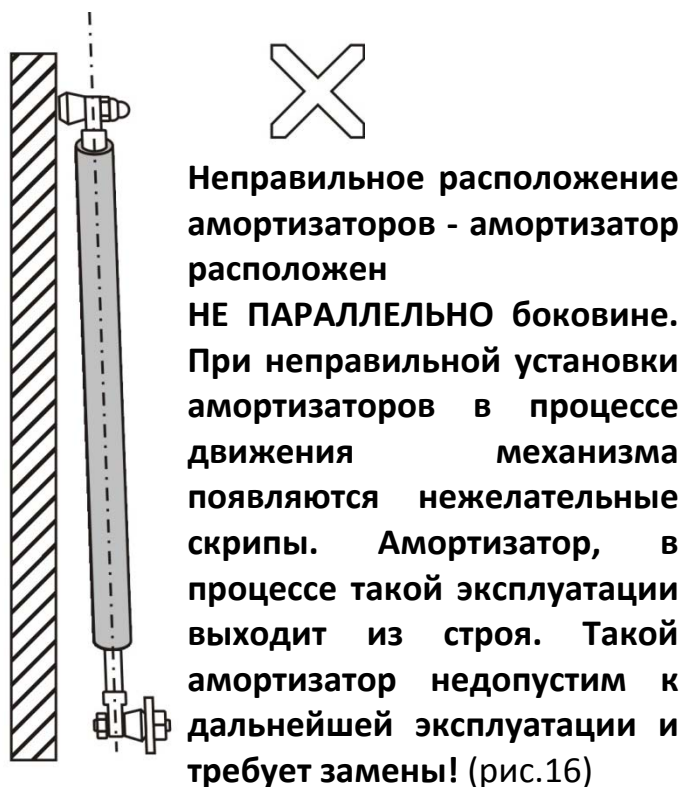 Неправильное расположение
амортизаторов - амортизатор
расположен
НЕ ПАРАЛЛЕЛЬНО боковине.
При неправильной установки
амортизаторов в процессе
движения механизма
появляются нежелательные
скрипы. Амортизатор, в
процессе такой эксплуатации
выходит из строя. Такой
амортизатор недопустим к
дальнейшей эксплуатации и
требует замены! (рис.16)